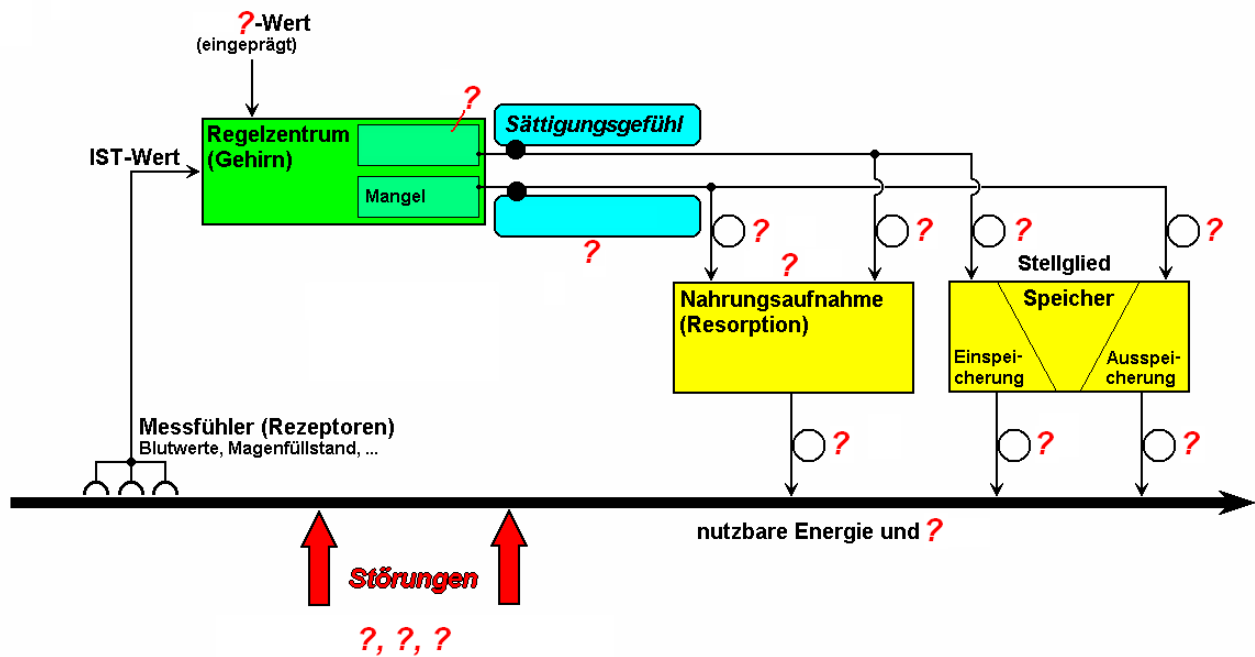 ?-Wert
(eingeprägt)
?
Regelzentrum
(Gehirn)
Sättigungsgefühl
IST-Wert
Mangel
?
? ? ? ?
?
Stellglied
Nahrungsaufnahme
(Resorption)
Speicher
Einspei-
cherung
Ausspei-
cherung
Messfühler (Rezeptoren)
Blutwerte, Magenfüllstand, ...
? ? ?
nutzbare Energie und ?
Störungen
?, ?, ?